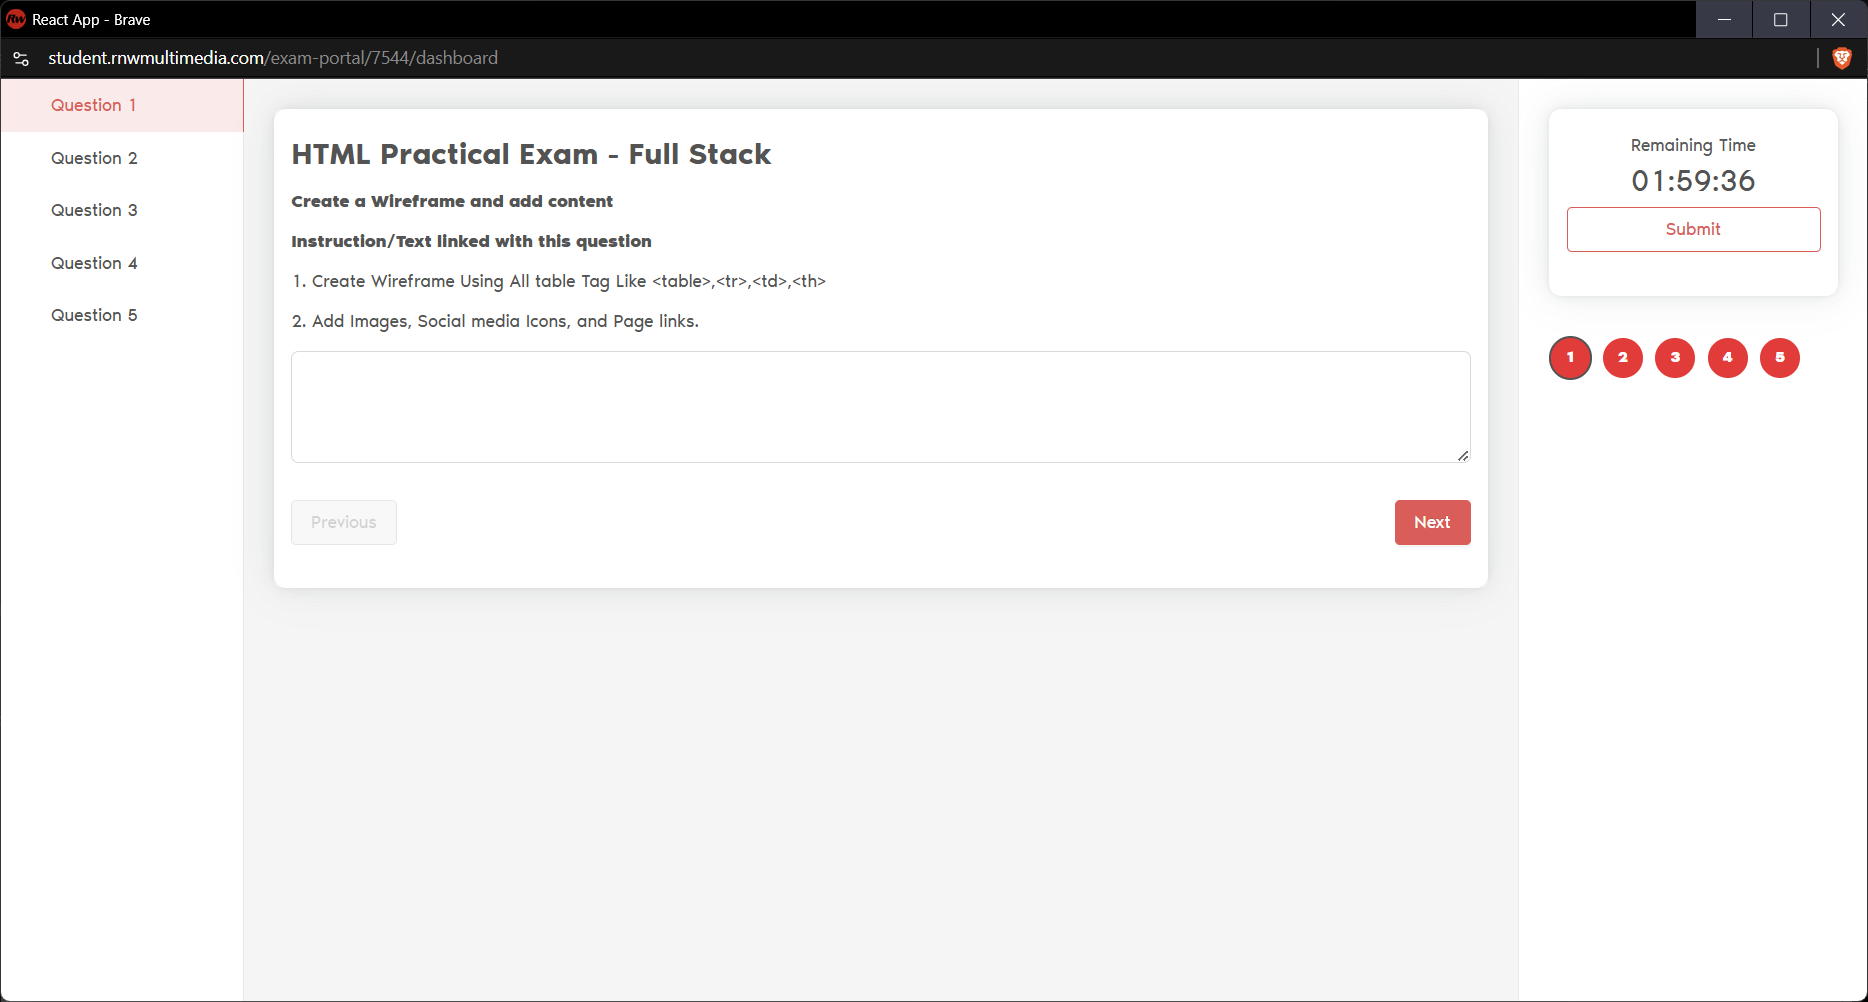 React App - Brave
student.rnwmultimedia.com/exam-portal/7544/dashboard
Question 1
Question 2
Question 3
Question 4
Question 5
HTML Practical Exam - Full Stack
Create a Wireframe and add content
Instruction/Text linked with this question
1. Create Wireframe Using All table Tag Like <table>,<tr>,<td>,<th>
2. Add Images, Social media Icons, and Page links.
Previous
Next
Remaining Time
01:59:36
Submit
1 2 3 4 5